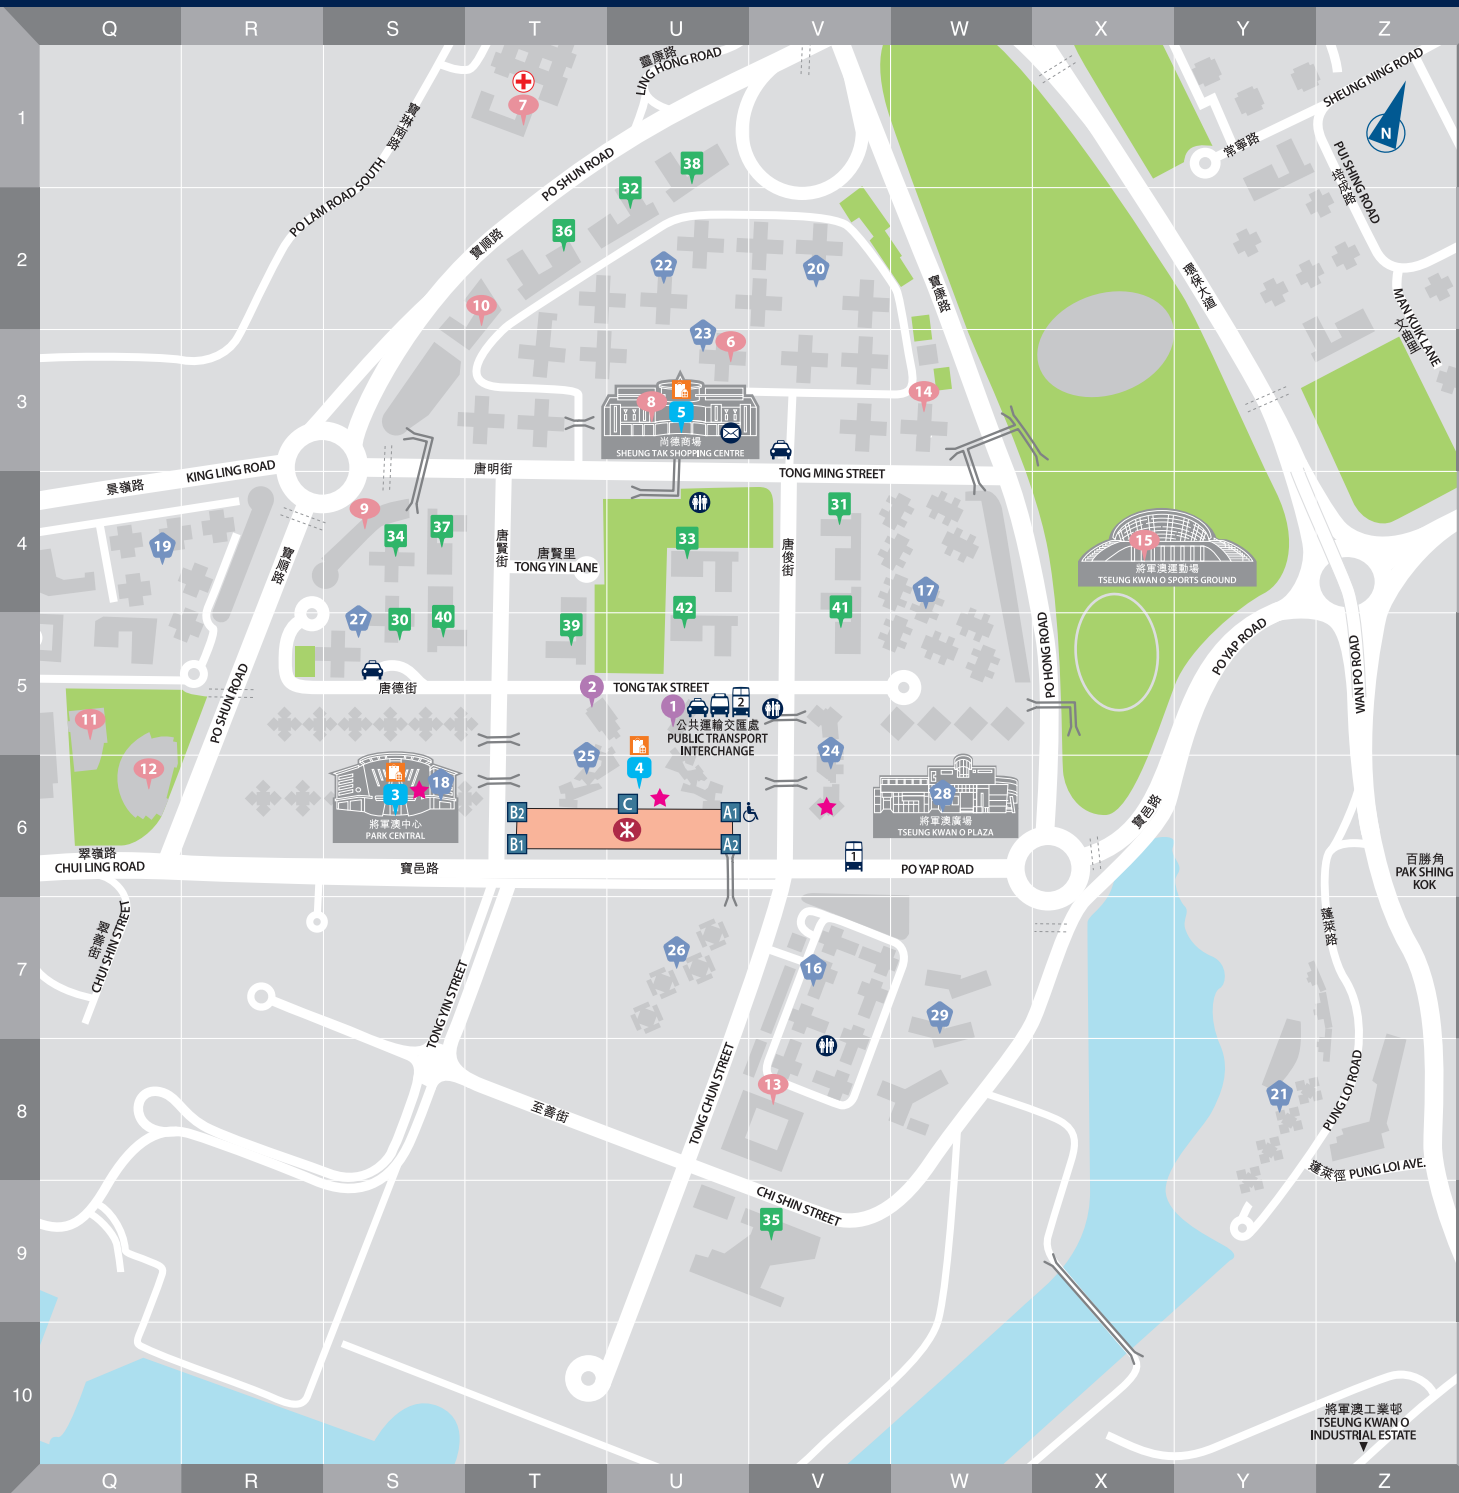 Q R S T U V W X Y Z
1
2
3
4
5
6
7
8
9
10
靈康路
LING HONG ROAD
SHEUNG NING ROAD
常寧路
N
PUI SHING ROAD
培成路
寶琳南路
PO LAM ROAD SOUTH
PO SHUN ROAD
寶順路
7
38
32
36
22
20
10
23
6
14
寶康路
環保大道
MAN KUK LANE
文曲里
8
5
尚德商場
SHEUNG TAK SHOPPING CENTRE
景嶺路
KING LING ROAD
唐明街
TONG MING STREET
9
34
37
19
寶順路
唐賢街
唐賢里
TONG YIN LANE
33
31
唐俊街
17
15
將軍澳運動場
TSEUNG KWAN O SPORTS GROUND
27
30
40
39
42
41
PO HONG ROAD
PO YAP ROAD
WAN PO ROAD
唐德街
2
TONG TAK STREET
1
2
公共運輸交匯處
PUBLIC TRANSPORT
INTERCHANGE
PO SHUN ROAD
11
12
25
4
24
3
18
將軍澳中心
PARK CENTRAL
28
將軍澳廣場
TSEUNG KWAN O PLAZA
寶邑路
B2
C
A1
B1
A2
翠嶺路
CHUI LING ROAD
寶邑路
1
PO YAP ROAD
百勝角
PAK SHING
KOK
CHUI SHIN STREET
蓬萊路
26
16
29
TONG YIN STREET
TONG CHUN STREET
13
21
PUNG LOI ROAD
至善街
蓬萊徑 PUNG LOI AVE.
CHI SHIN STREET
35
將軍澳工業邨
TSEUNG KWAN O
INDUSTRIAL ESTATE
Q R S T U V W X Y Z